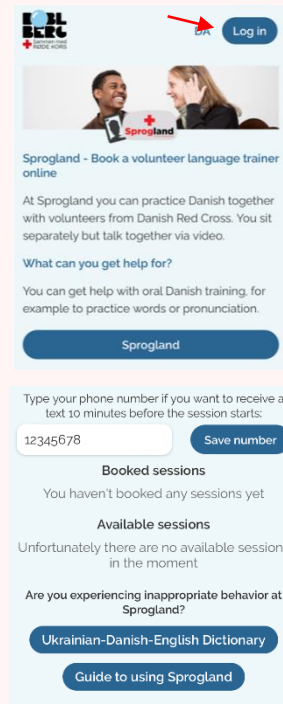 KOBL
BERG
Sammen med
RØDE KORS
DA
Log in
Sprogland
Sprogland - Book a volunteer language trainer
online
At Sprogland you can practice Danish together
with volunteers from Danish Red Cross. You sit
separately but talk together via video.
What can you get help for?
You can get help with oral Danish training, for
example to practice words or pronunciation.
Sprogland
Type your phone number if you want to receive a
text 10 minutes before the session starts:
12345678
Save number
Booked sessions
You haven't booked any sessions yet
Available sessions
Unfortunately there are no available session
in the moment
Are you experiencing inappropriate behavior at
Sprogland?
Ukrainian-Danish-English Dictionary
Guide to using Sprogland